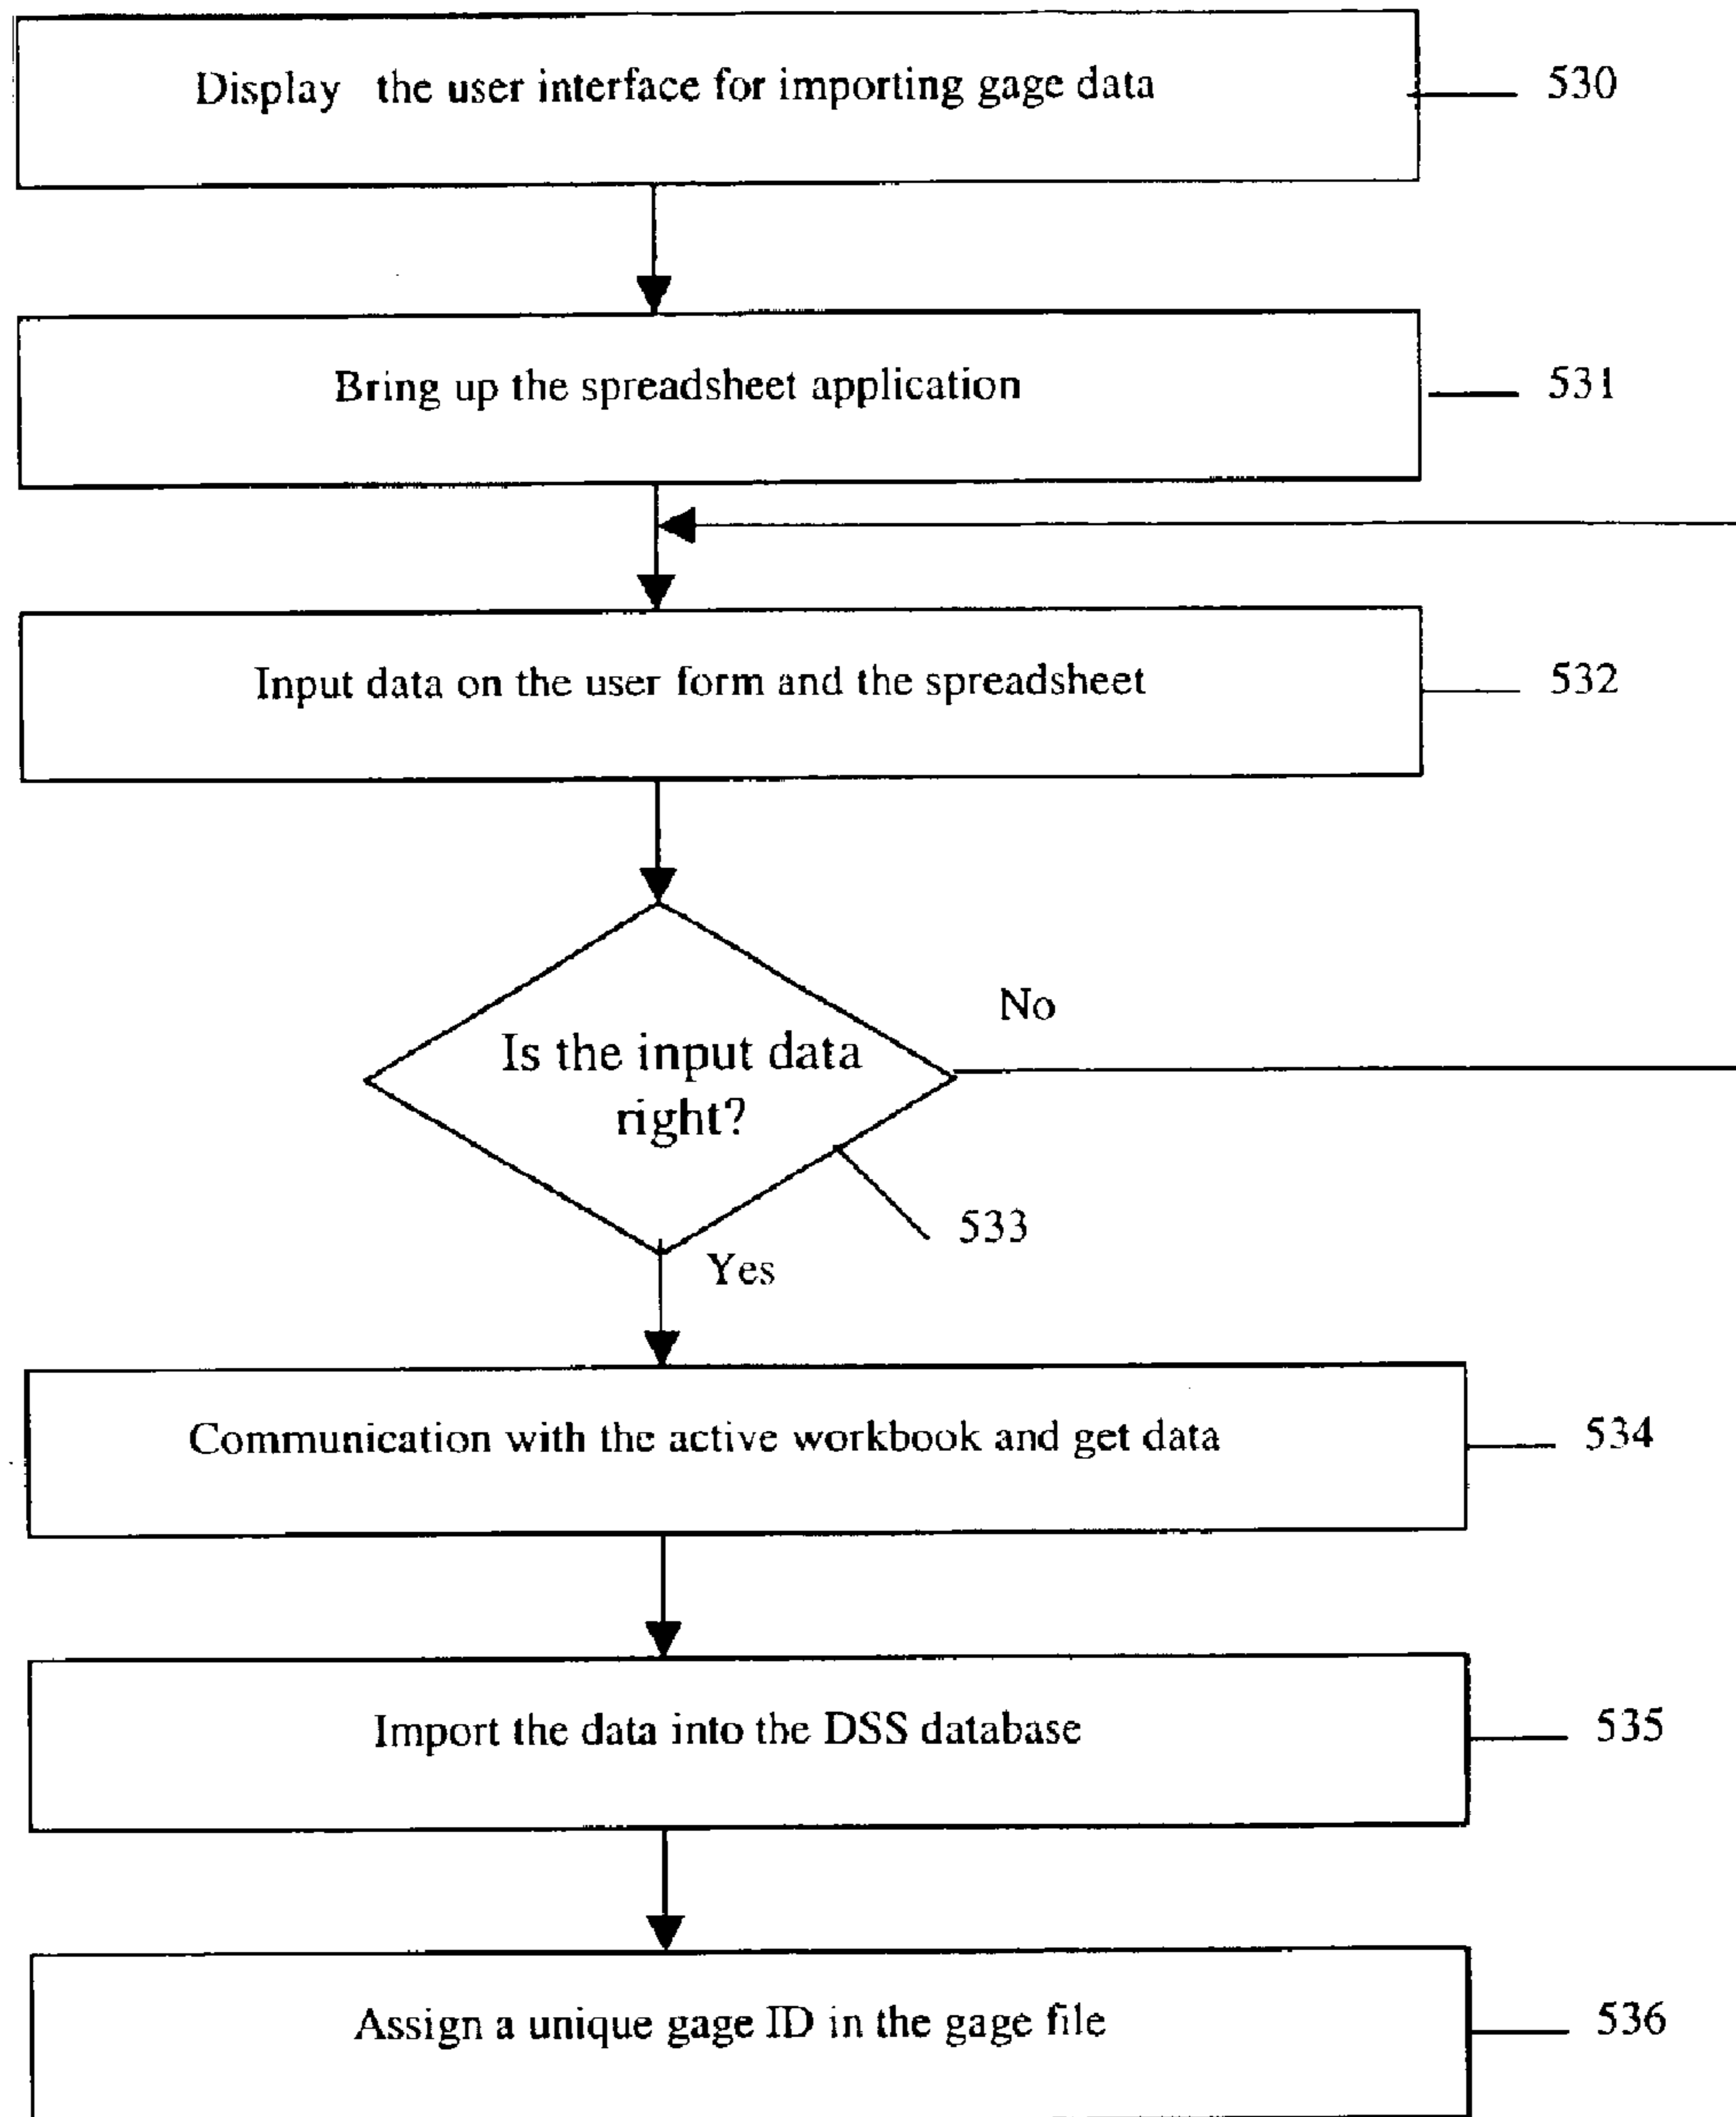 Display the user interface for importing gage data
530
Bring up the spreadsheet application
531
Input data on the user form and the spreadsheet
532
No
Is the input data
right?
533
Yes
Communication with the active workbook and get data
534
Import the data into the DSS database
535
Assign a unique gage ID in the gage file
536